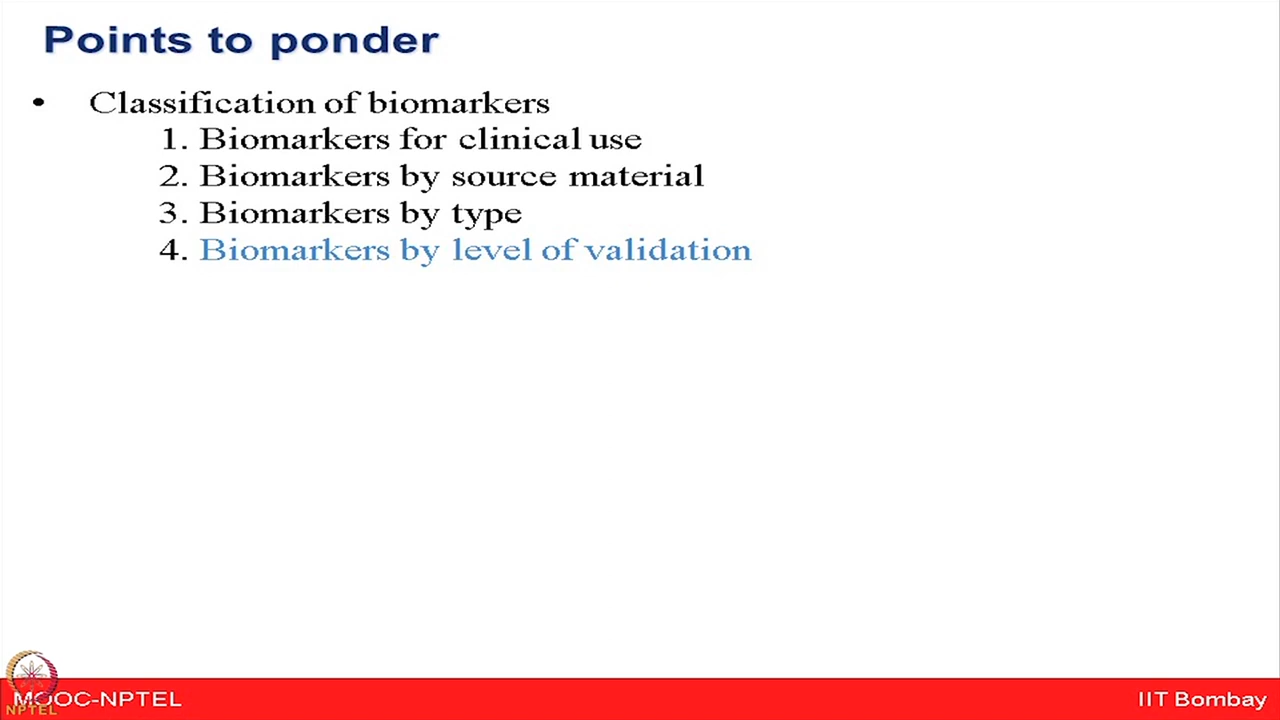 Points to ponder
• Classification of biomarkers
1. Biomarkers for clinical use
2. Biomarkers by source material
3. Biomarkers by type
4. Biomarkers by level of validation
MOOC-NPTEL
NPTEL
IIT Bombay